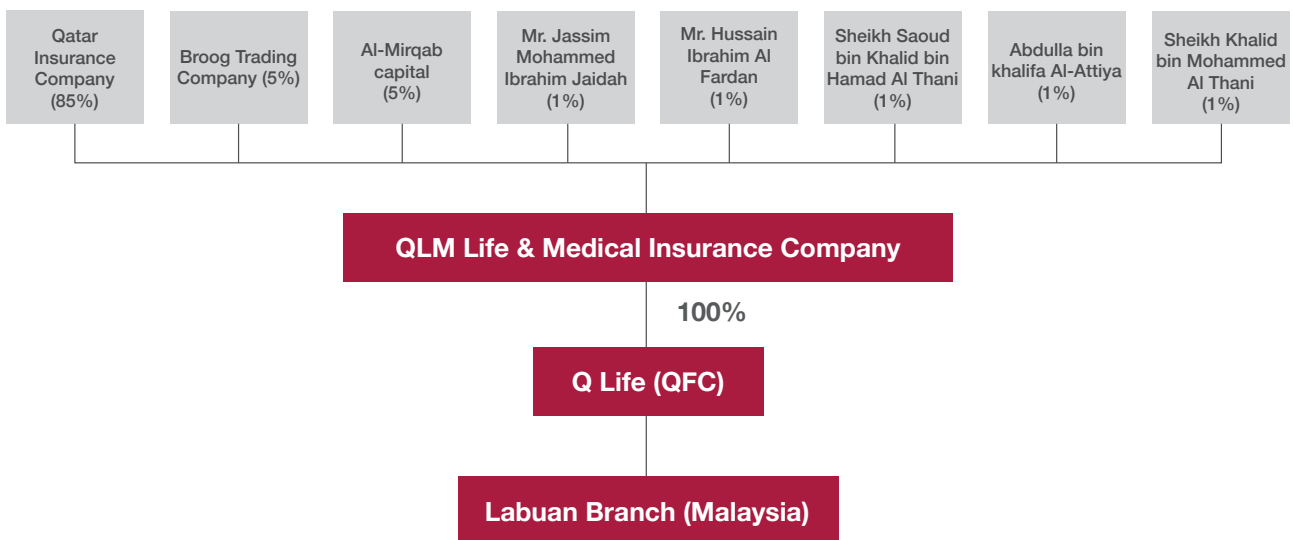 Qatar
Insurance
Company
(85%)
Broog Trading
Company (5%)
Al-Mirqab
capital
(5%)
Mr. Jassim
Mohammed
Ibrahim Jaidah
(1%)
Mr. Hussain
Ibrahim Al
Fardan
(1%)
Sheikh Saoud
bin Khalid bin
Hamad Al Thani
(1%)
Abdulla bin
khalifa Al-Attiya
(1%)
Sheikh Khalid
bin Mohammed
Al Thani
(1%)
QLM Life & Medical Insurance Company
100%
Q Life (QFC)
Labuan Branch (Malaysia)